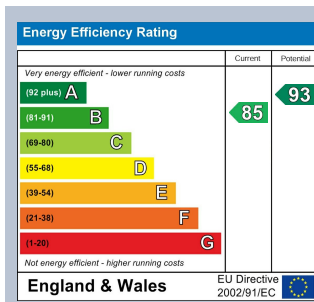 Energy Efficiency Rating
Current Potential
Very energy efficient - lower running costs
(92 plus) A
93
(81-91) B
85
(69-80) C
(55-68) D
(39-54) E
(21-38) F
(1-20) G
Not energy efficient - higher running costs
England & Wales
EU Directive
2002/91/EC